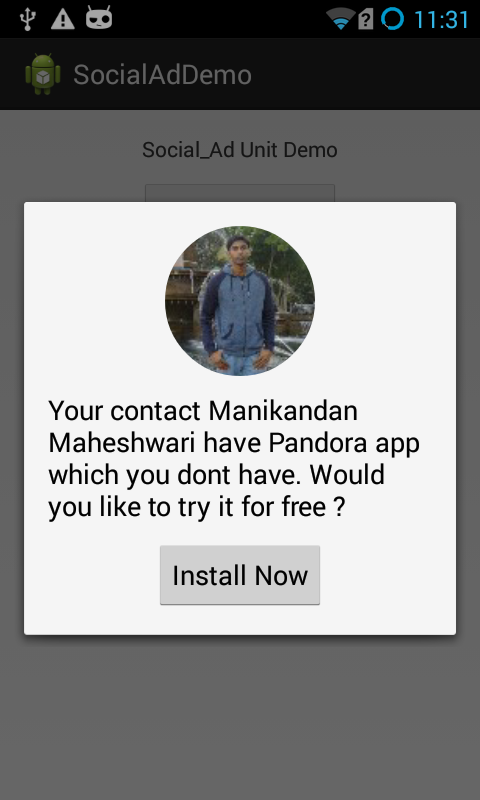 11:31
SocialAdDemo
Social_Ad Unit Demo
Your contact Manikandan
Maheshwari have Pandora app
which you dont have. Would
you like to try it for free ?
Install Now